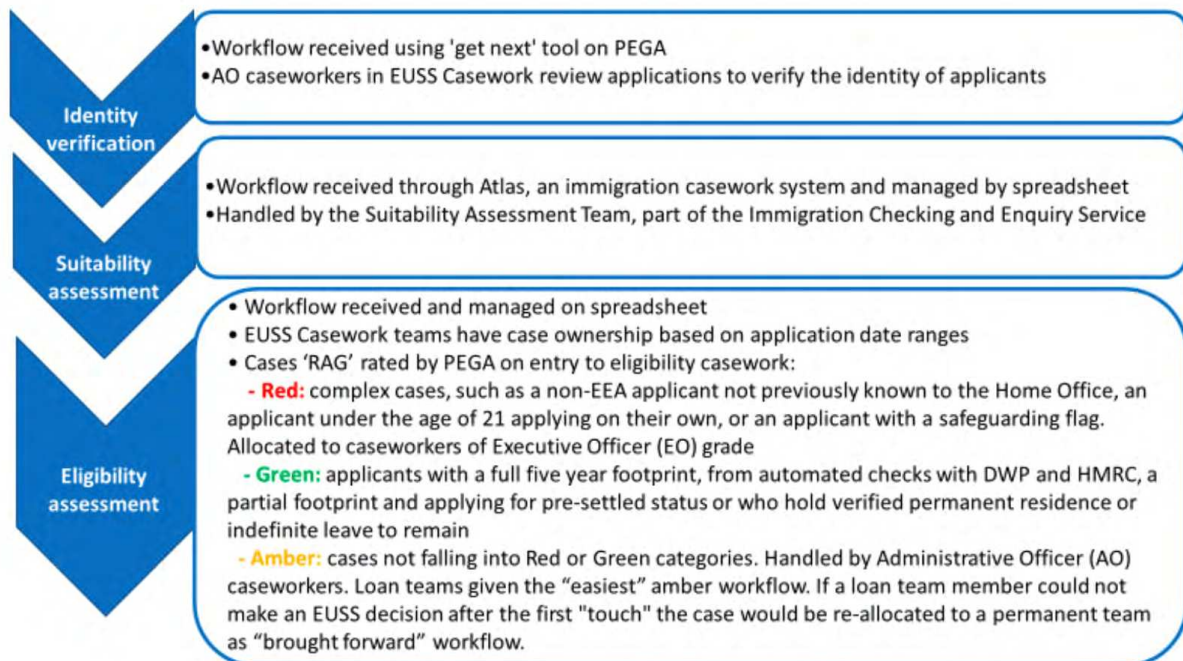 Identity
verification
•Workflow received using 'get next' tool on PEGA
•AO caseworkers in EUSS Casework review applications to verify the identity of applicants
Suitability
assessment
•Workflow received through Atlas, an immigration casework system and managed by spreadsheet
•Handled by the Suitability Assessment Team, part of the Immigration Checking and Enquiry Service
Eligibility
assessment
• Workflow received and managed on spreadsheet
• EUSS Casework teams have case ownership based on application date ranges
• Cases ‘RAG’ rated by PEGA on entry to eligibility casework:
- Red: complex cases, such as a non-EEA applicant not previously known to the Home Office, an
applicant under the age of 21 applying on their own, or an applicant with a safeguarding flag.
Allocated to caseworkers of Executive Officer (EO) grade
- Green: applicants with a full five year footprint, from automated checks with DWP and HMRC, a
partial footprint and applying for pre-settled status or who hold verified permanent residence or
indefinite leave to remain
- Amber: cases not falling into Red or Green categories. Handled by Administrative Officer (AO)
caseworkers. Loan teams given the “easiest” amber workflow. If a loan team member could not
make an EUSS decision after the first "touch" the case would be re-allocated to a permanent team
as “brought forward” workflow.